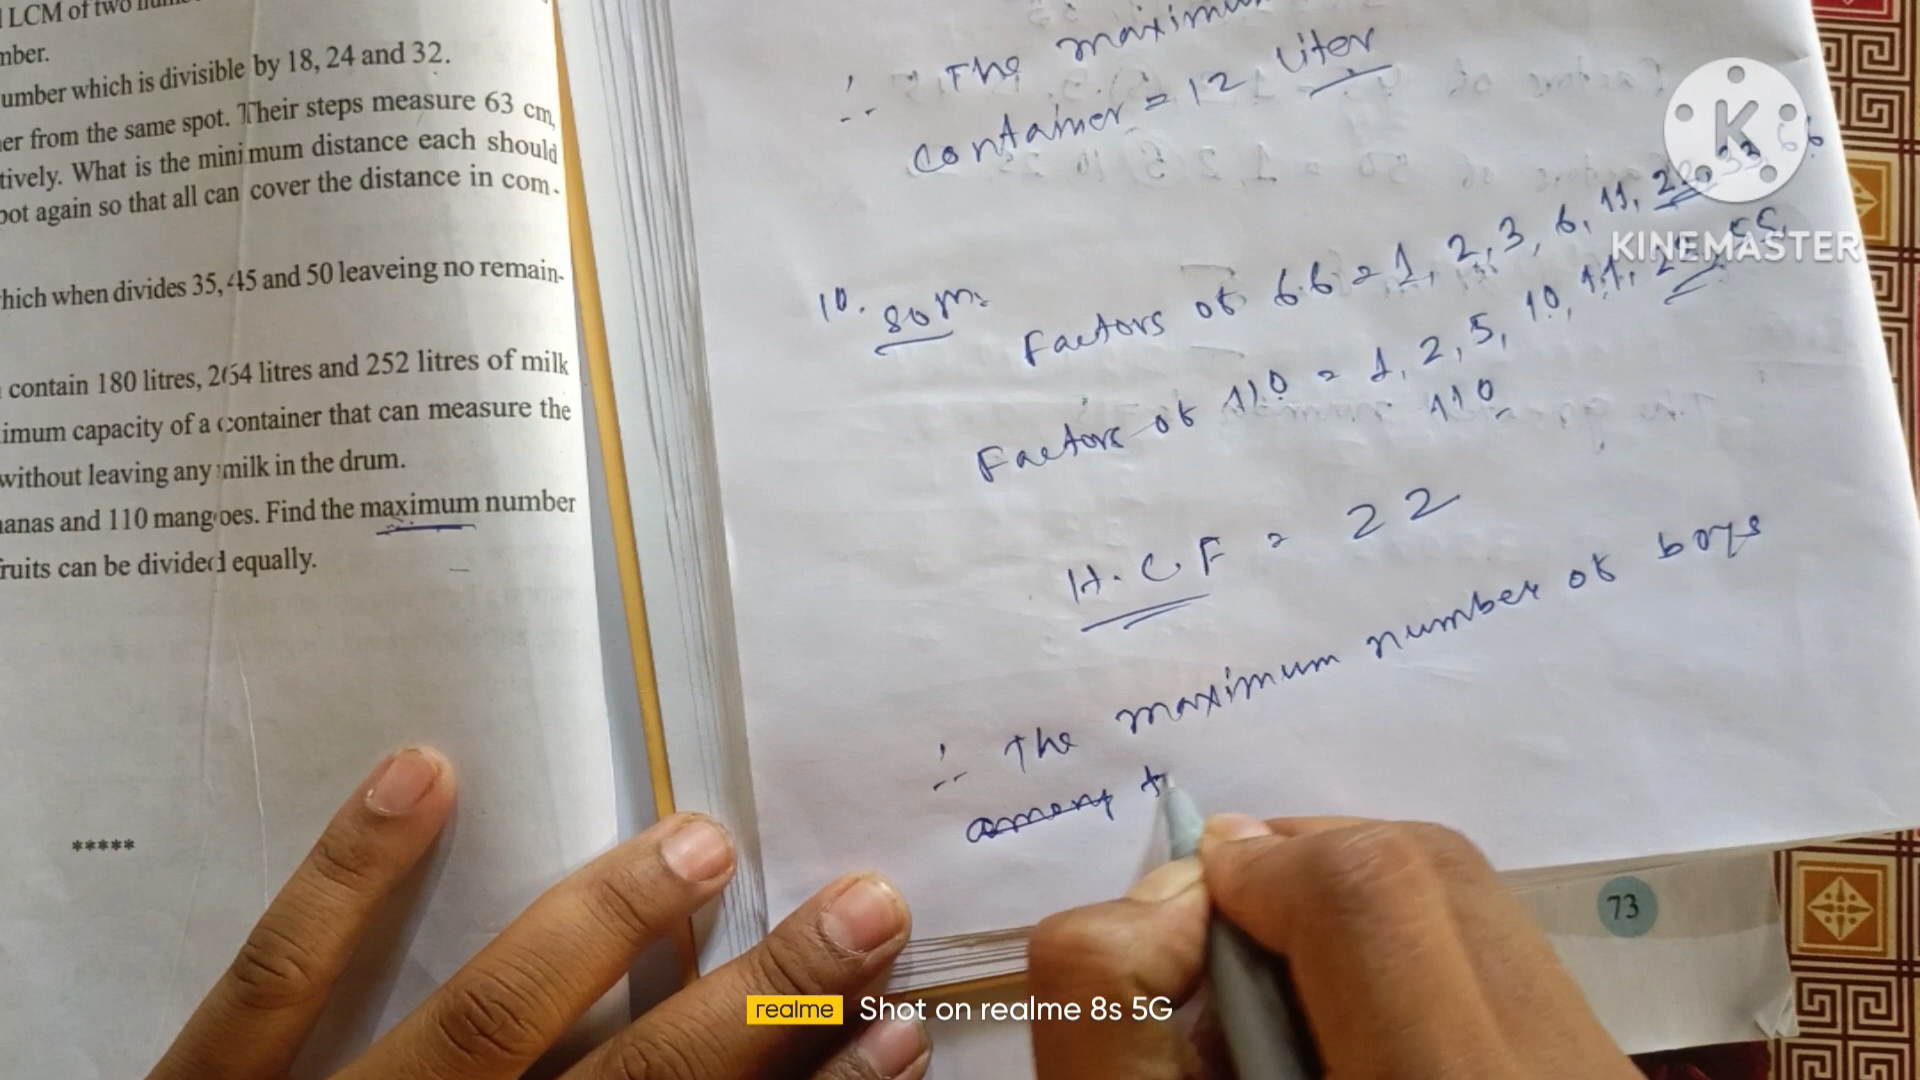 LCM of two
mber.
umber which is divisible by 18, 24 and 32.
er from the same spot. Their steps measure 63 cm,
tively. What is the minimum distance each should
oot again so that all can cover the distance in com-
hich when divides 35, 45 and 50 leaveing no remain-
contain 180 litres, 264 litres and 252 litres of milk
imum capacity of a container that can measure the
without leaving any milk in the drum.
anas and 110 mangoes. Find the maximum number
ruits can be divided equally.
*****
∴ The maximum
container = 12 liter
10. Soln:
Factors of 66 = 1, 2, 3, 6, 11, 22, 33, 66
Factors of 110 = 1, 2, 5, 10, 11, 22, 55,
110
H.C.F = 22
∴ The maximum number of boys
KINEMASTER
73
realme Shot on realme 8s 5G